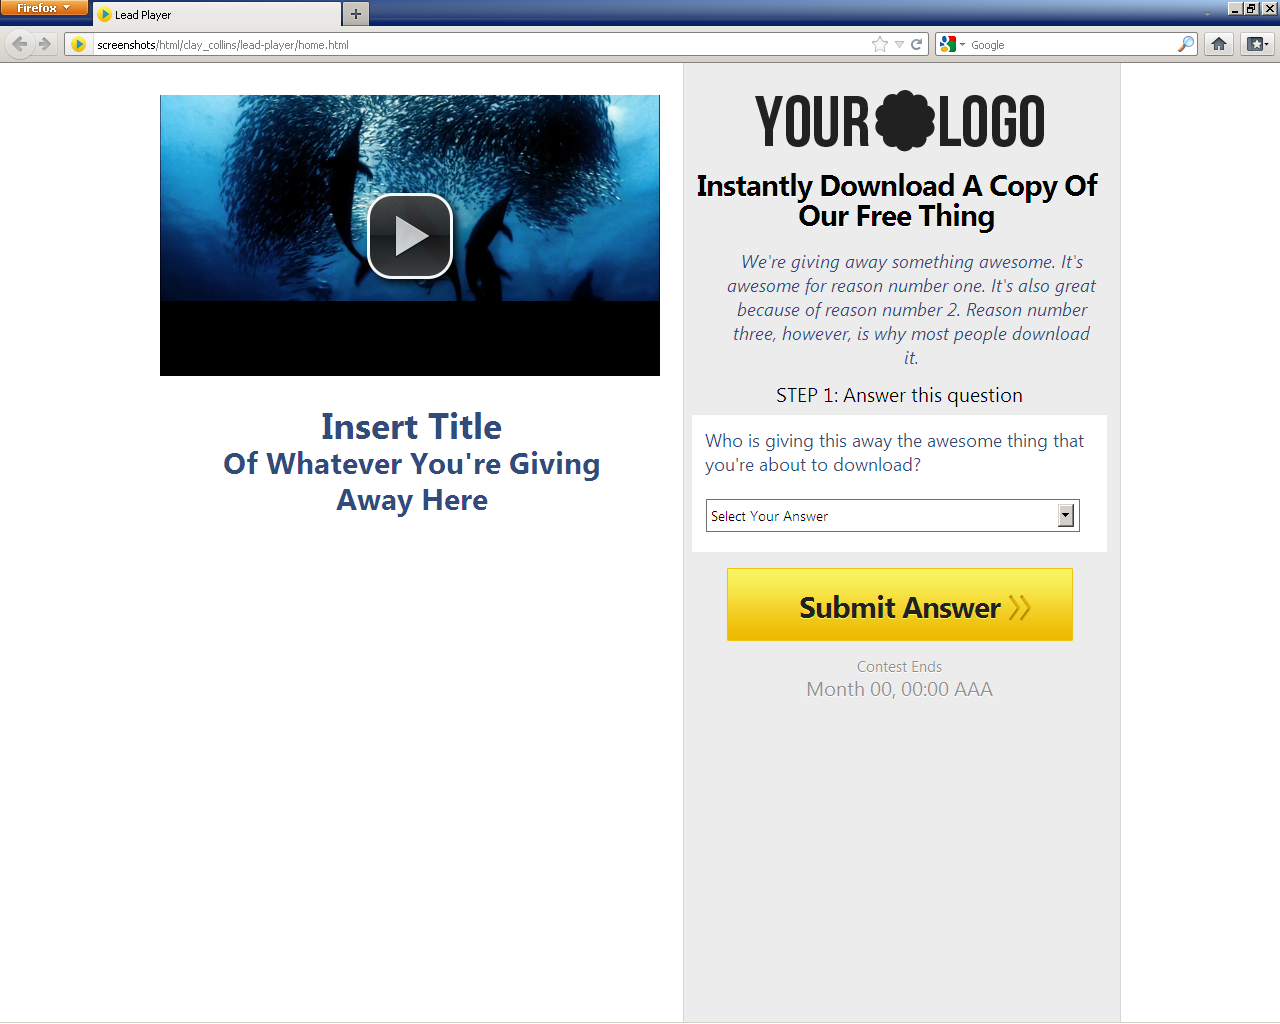 Firefox
Lead Player
screenshots/html/clay_collins/lead-player/home.html
Google
YOUR LOGO
Instantly Download A Copy Of
Our Free Thing
We're giving away something awesome. It's
awesome for reason number one. It's also great
because of reason number 2. Reason number
three, however, is why most people download
it.
STEP 1: Answer this question
Who is giving this away the awesome thing that
you're about to download?
Select Your Answer
Submit Answer
Contest Ends
Month 00, 00:00 AAA
Insert Title
Of Whatever You're Giving
Away Here